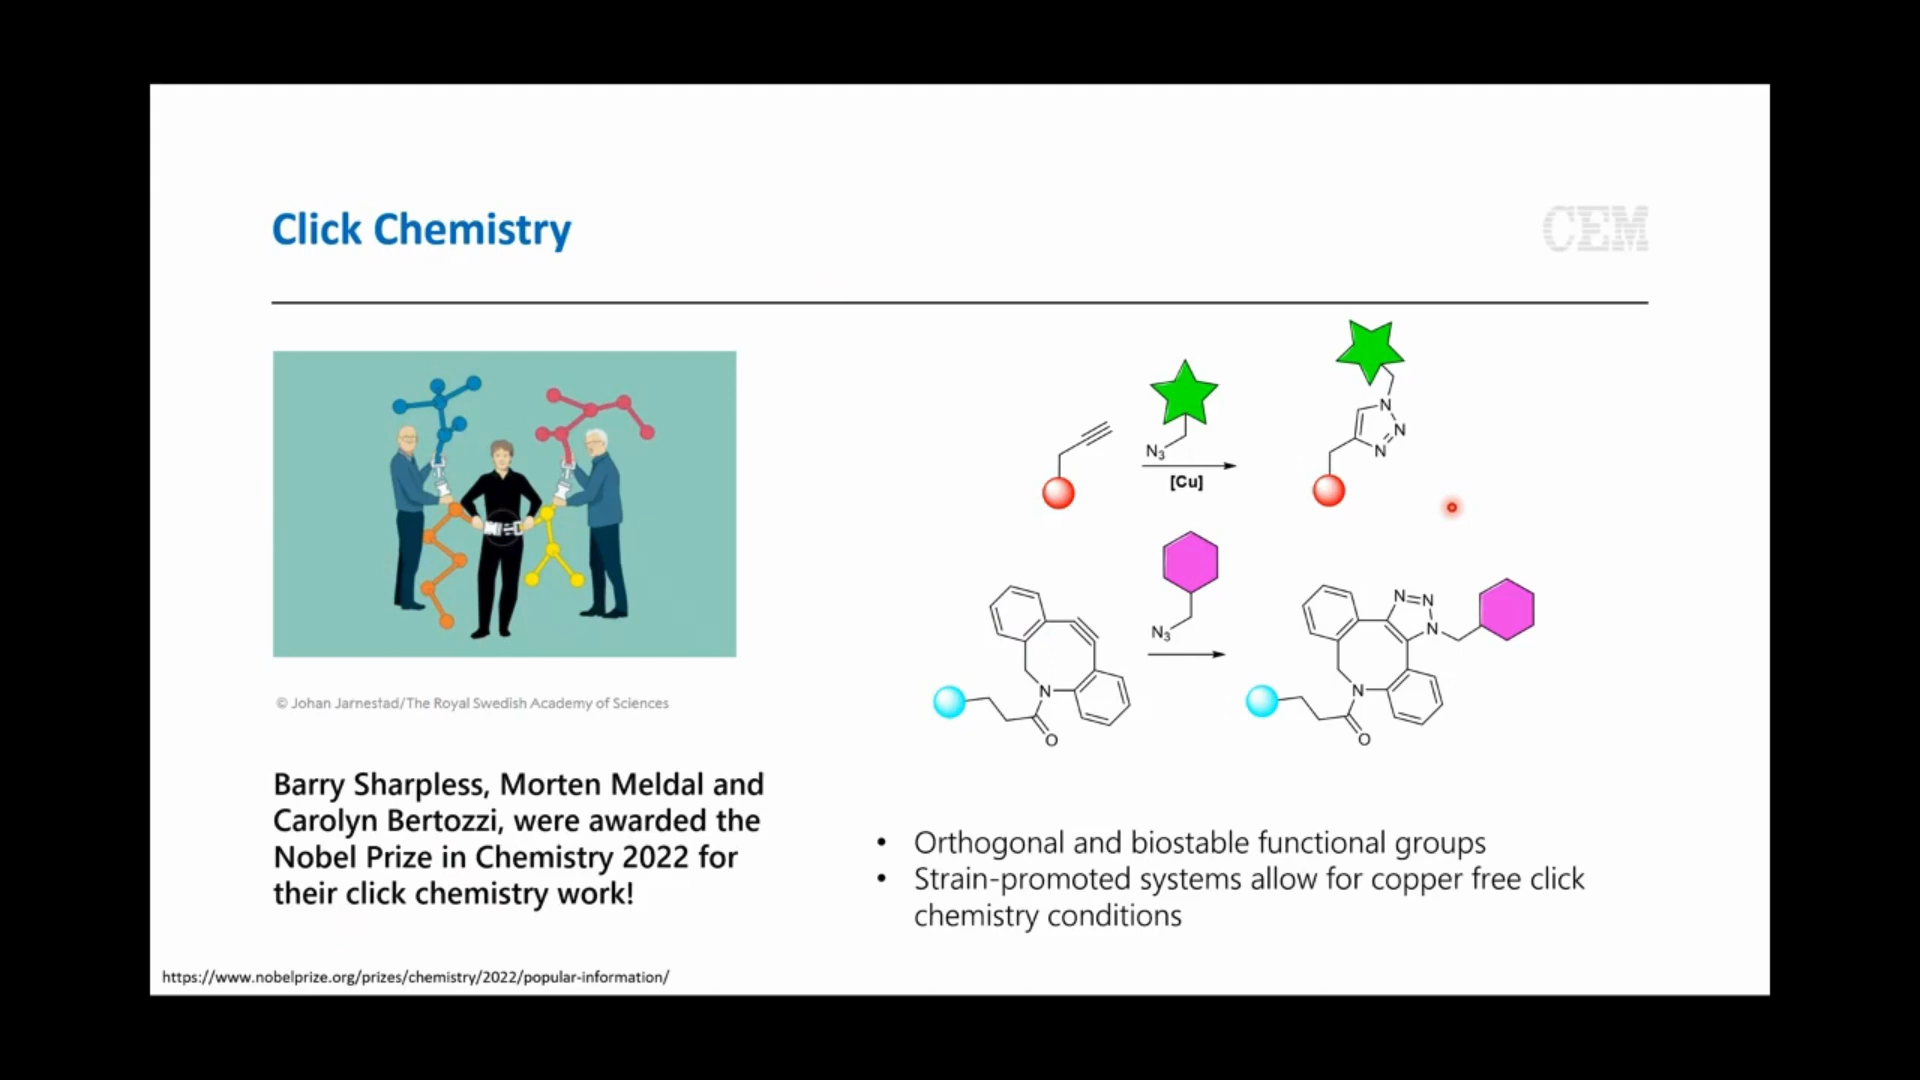 Click Chemistry
CEM
© Johan Jarnestad/The Royal Swedish Academy of Sciences
Barry Sharpless, Morten Meldal and
Carolyn Bertozzi, were awarded the
Nobel Prize in Chemistry 2022 for
their click chemistry work!
https://www.nobelprize.org/prizes/chemistry/2022/popular-information/
N₃
[Cu]
N
N
N
N₃
N
O
N N
N
N
O
• Orthogonal and biostable functional groups
• Strain-promoted systems allow for copper free click
chemistry conditions